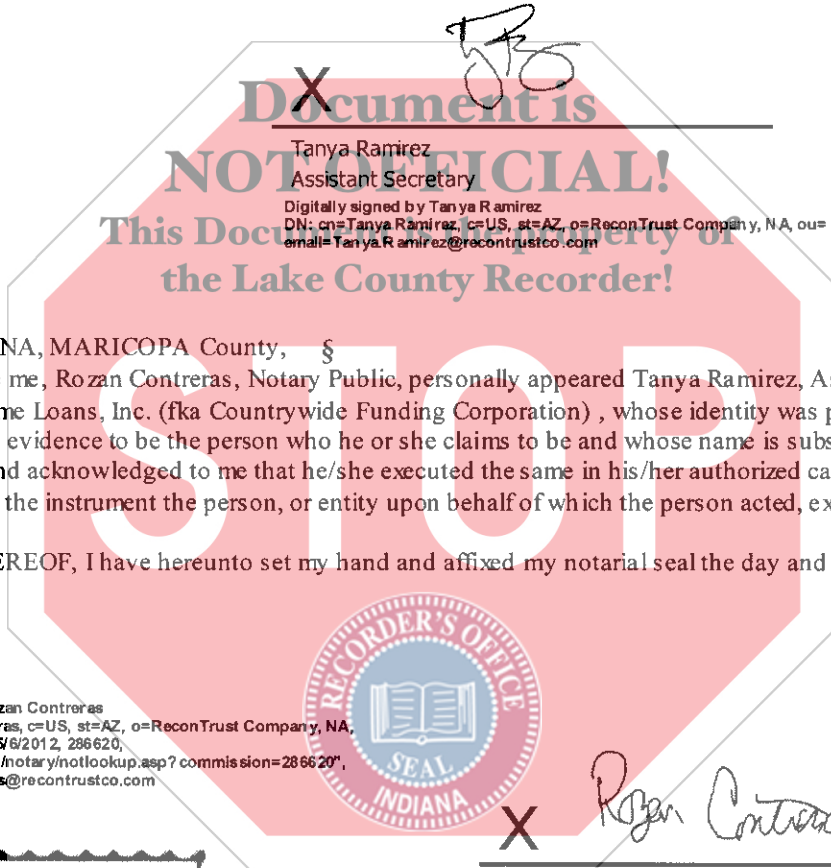 X
Document is
Tanya Ramirez
NOT OFFICIAL!
Assistant Secretary
Digitally signed by Tanya Ramirez
DN: cn=Tanya Ramirez, c=US, st=AZ, o=ReconTrust Company, NA, ou=
This Document is the property of
email=Tanya.Ramirez@recontrustco.com
the Lake County Recorder!
NA, MARICOPA County, §
me, Rozan Contreras, Notary Public, personally appeared Tanya Ramirez, As
me Loans, Inc. (fka Countrywide Funding Corporation) , whose identity was p
evidence to be the person who he or she claims to be and whose name is subs
nd acknowledged to me that he/she executed the same in his/her authorized ca
the instrument the person, or entity upon behalf of which the person acted, ex
STOP
EREOF, I have hereunto set my hand and affixed my notarial seal the day and
RECORDER'S OFFICE
SEAL
INDIANA
zan Contreras
ras, c=US, st=AZ, o=ReconTrust Company, NA,
5/6/2012, 286620,
/notary/notlookup.asp?commission=286620",
s@recontrustco.com
X Rozan Contreras